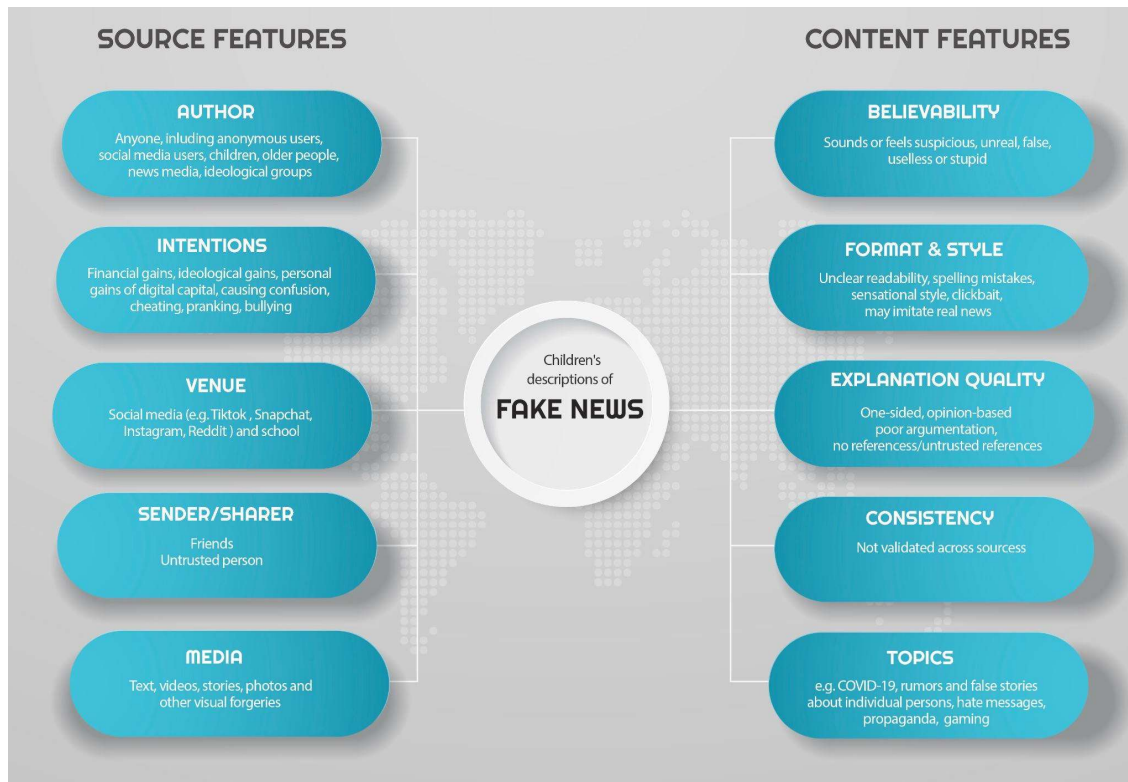 SOURCE FEATURES
AUTHOR
Anyone, inluding anonymous users,
social media users, children, older people,
news media, ideological groups
INTENTIONS
Financial gains, ideological gains, personal
gains of digital capital, causing confusion,
cheating, pranking, bullying
VENUE
Social media (e.g.Tiktok , Snapchat,
Instagram, Reddit ) and school
SENDER/SHARER
Friends
Untrusted person
MEDIA
Text, videos, stories, photos and
other visual forgeries
Children's
descriptions of
FAKE NEWS
CONTENT FEATURES
BELIEVABILITY
Sounds or feels suspicious, unreal, false,
uselless or stupid
FORMAT & STYLE
Unclear readability, spelling mistakes,
sensational style, clickbait,
may imitate real news
EXPLANATION QUALITY
One-sided, opinion-based
poor argumentation,
no referencess/untrusted references
CONSISTENCY
Not validated across sourcess
TOPICS
e.g. COVID-19, rumors and false stories
about individual persons, hate messages,
propaganda, gaming